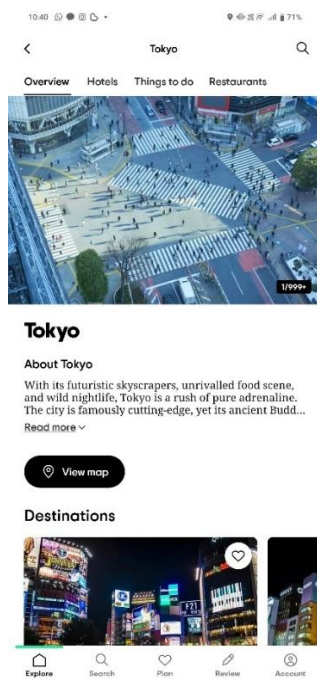 10:40
71%
Tokyo
Overview Hotels Things to do Restaurants
1/999+
Tokyo
About Tokyo
With its futuristic skyscrapers, unrivalled food scene,
and wild nightlife, Tokyo is a rush of pure adrenaline.
The city is famously cutting-edge, yet its ancient Budd...
Read more
View map
Destinations
F21
Explore Search Plan Review Account